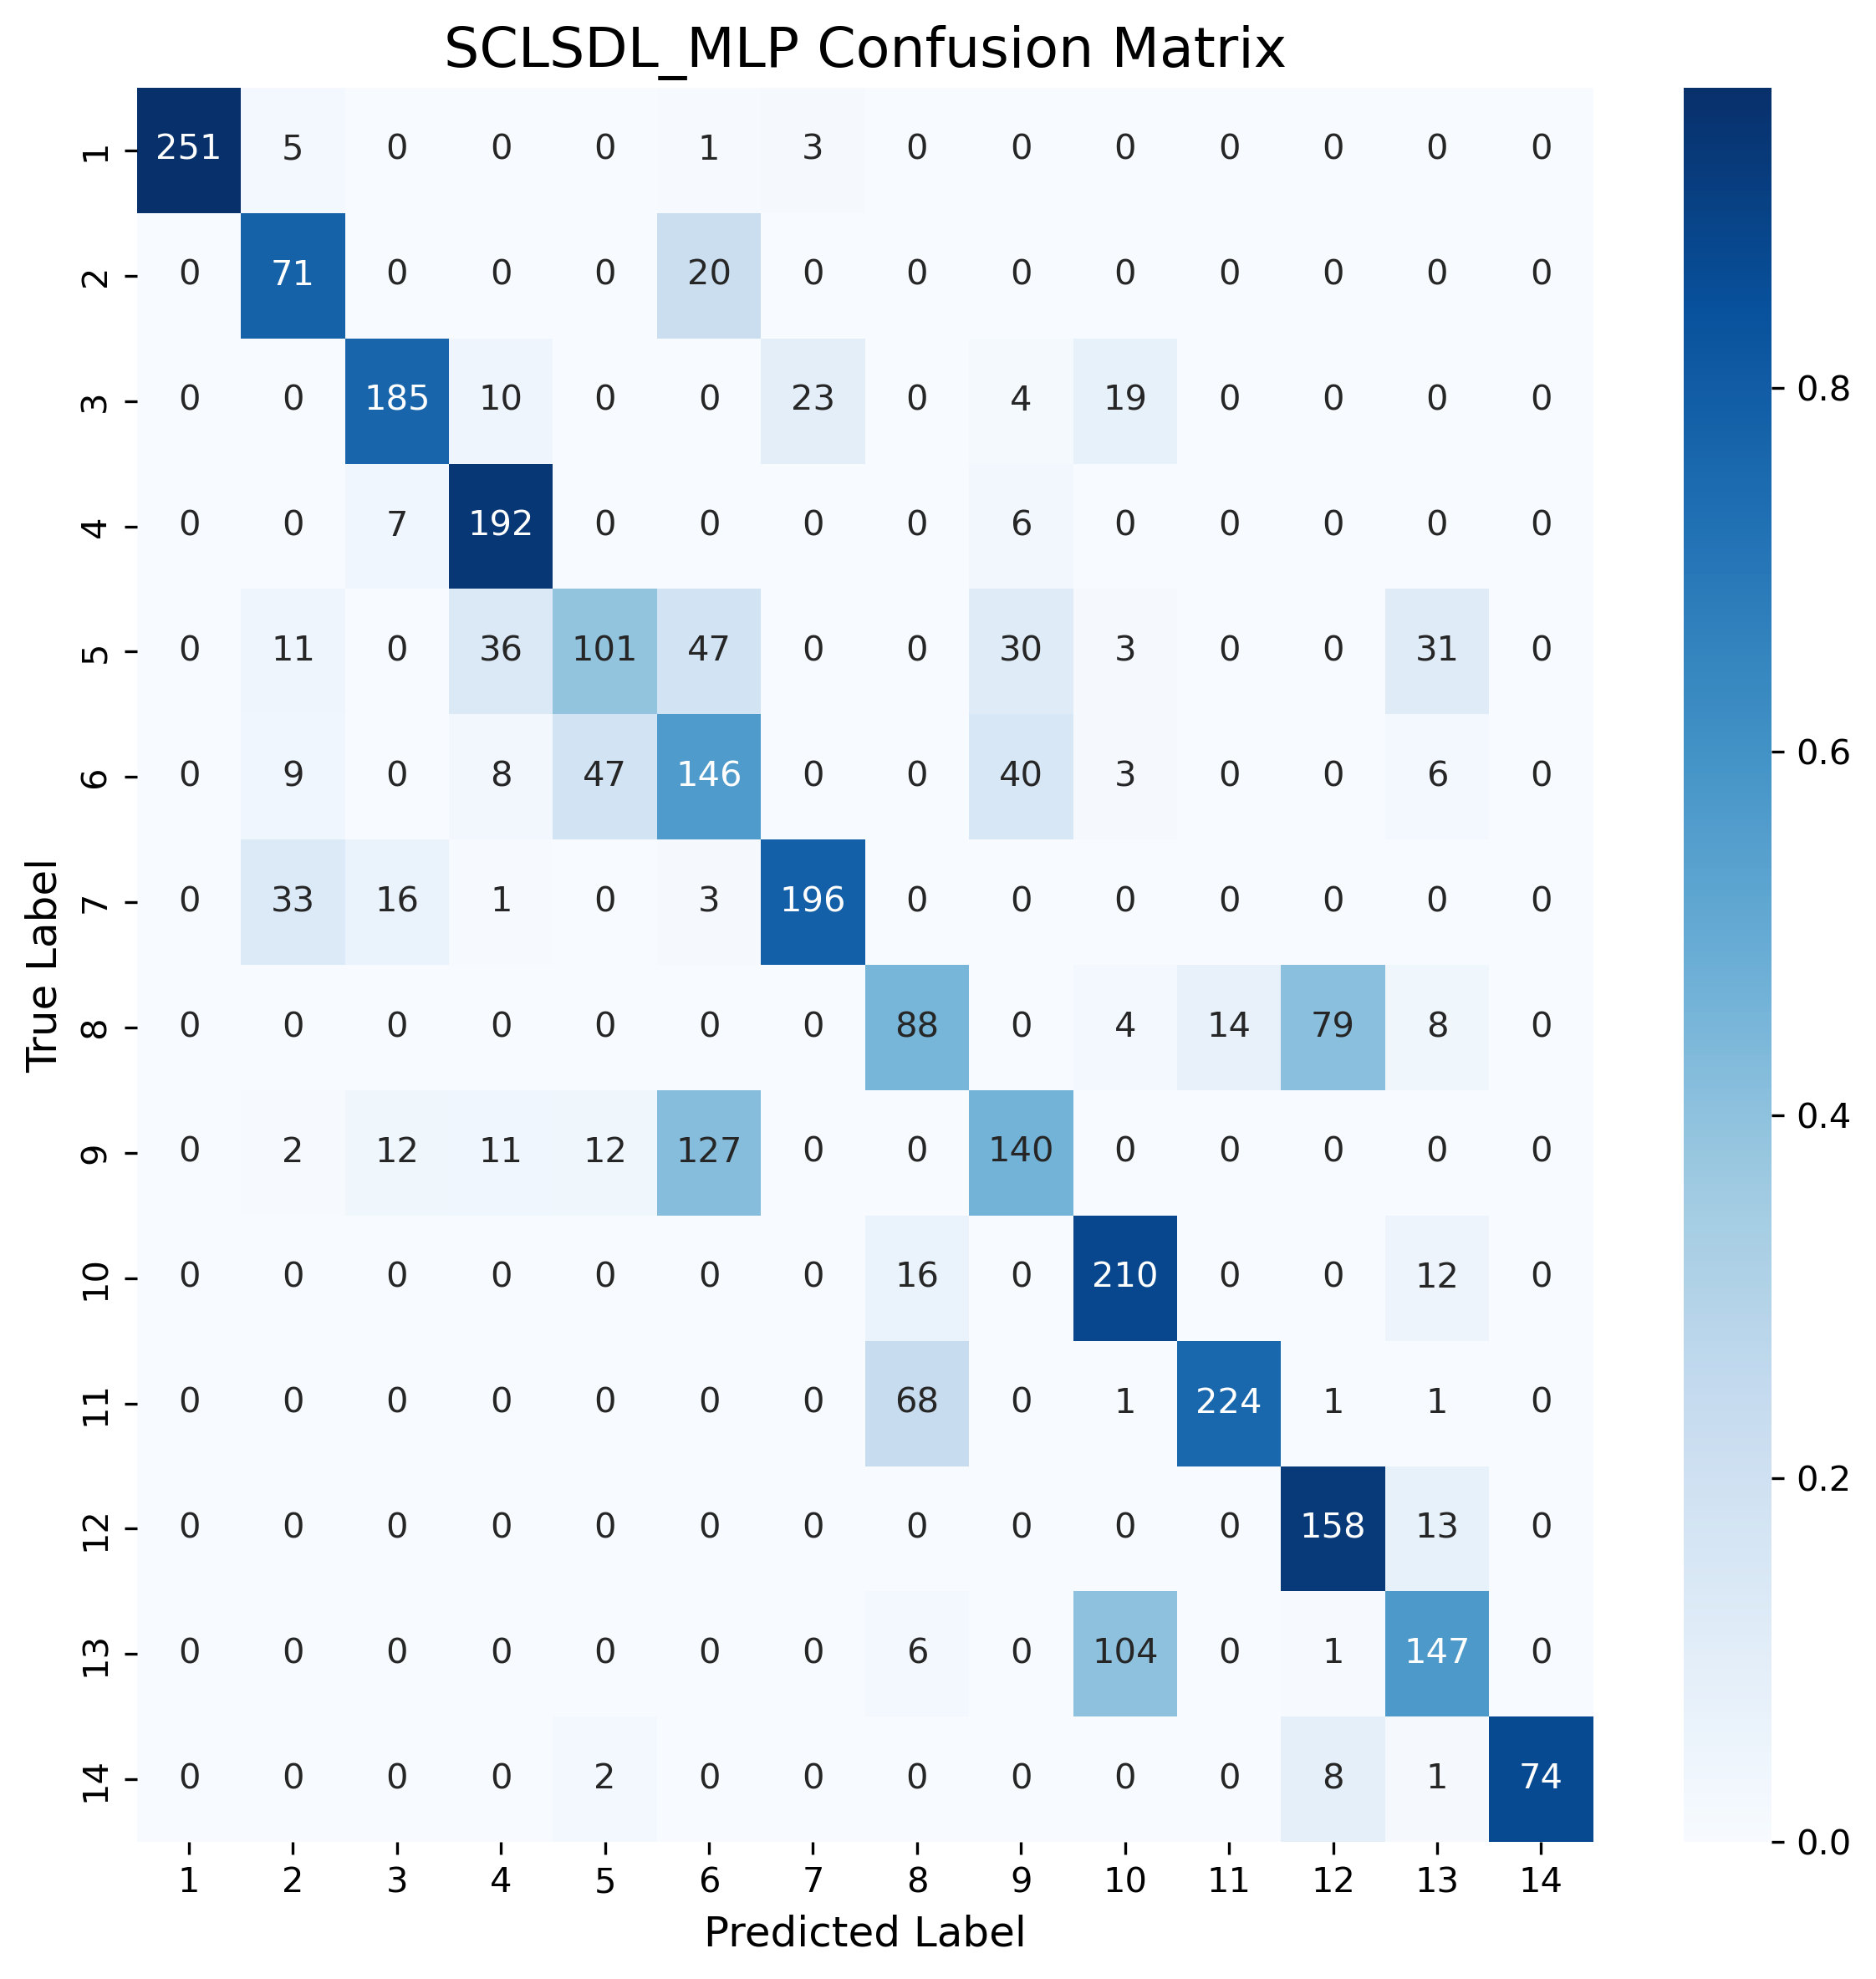 SCLSDL_MLP Confusion Matrix
1 251 5 0 0 0 1 3 0 0 0 0 0 0 0
2 0 71 0 0 0 20 0 0 0 0 0 0 0 0
3 0 0 185 10 0 0 23 0 4 19 0 0 0 0
4 0 0 7 192 0 0 0 0 6 0 0 0 0 0
5 0 11 0 36 101 47 0 0 30 3 0 0 31 0
6 0 9 0 8 47 146 0 0 40 3 0 0 6 0
7 0 33 16 1 0 3 196 0 0 0 0 0 0 0
8 0 0 0 0 0 0 0 88 0 4 14 79 8 0
9 0 2 12 11 12 127 0 0 140 0 0 0 0 0
10 0 0 0 0 0 0 0 16 0 210 0 0 12 0
11 0 0 0 0 0 0 0 68 0 1 224 1 1 0
12 0 0 0 0 0 0 0 0 0 0 0 158 13 0
13 0 0 0 0 0 0 0 6 0 104 0 1 147 0
14 0 0 0 0 2 0 0 0 0 0 0 8 1 74
1 2 3 4 5 6 7 8 9 10 11 12 13 14
Predicted Label
True Label
0.8
0.6
0.4
0.2
0.0